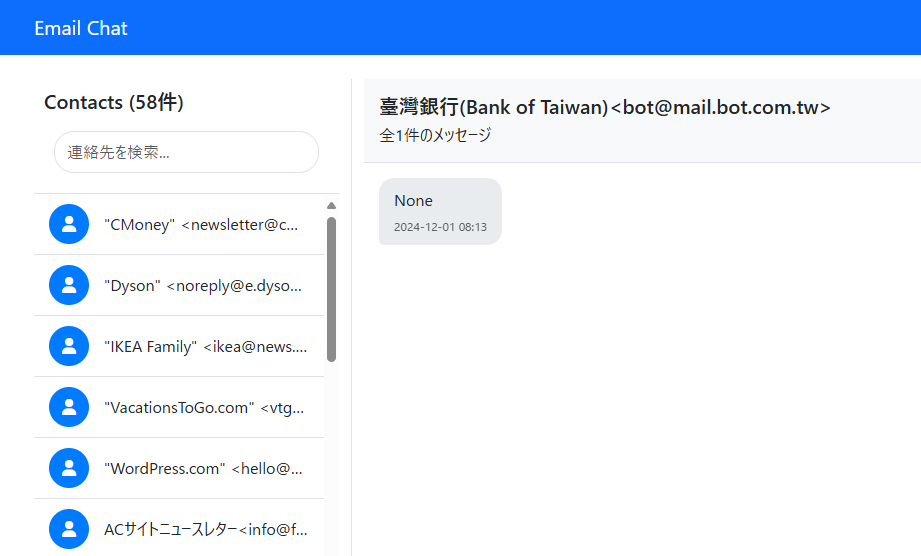 Email Chat
Contacts (58件)
連絡先を検索...
"CMoney" <newsletter@c...
"Dyson" <noreply@e.dyso...
"IKEA Family" <ikea@news....
"VacationsToGo.com" <vtg...
"WordPress.com" <hello@...
ACサイトニュースレター<info@f...
臺灣銀行(Bank of Taiwan)<bot@mail.bot.com.tw>
全1件のメッセージ
None
2024-12-01 08:13